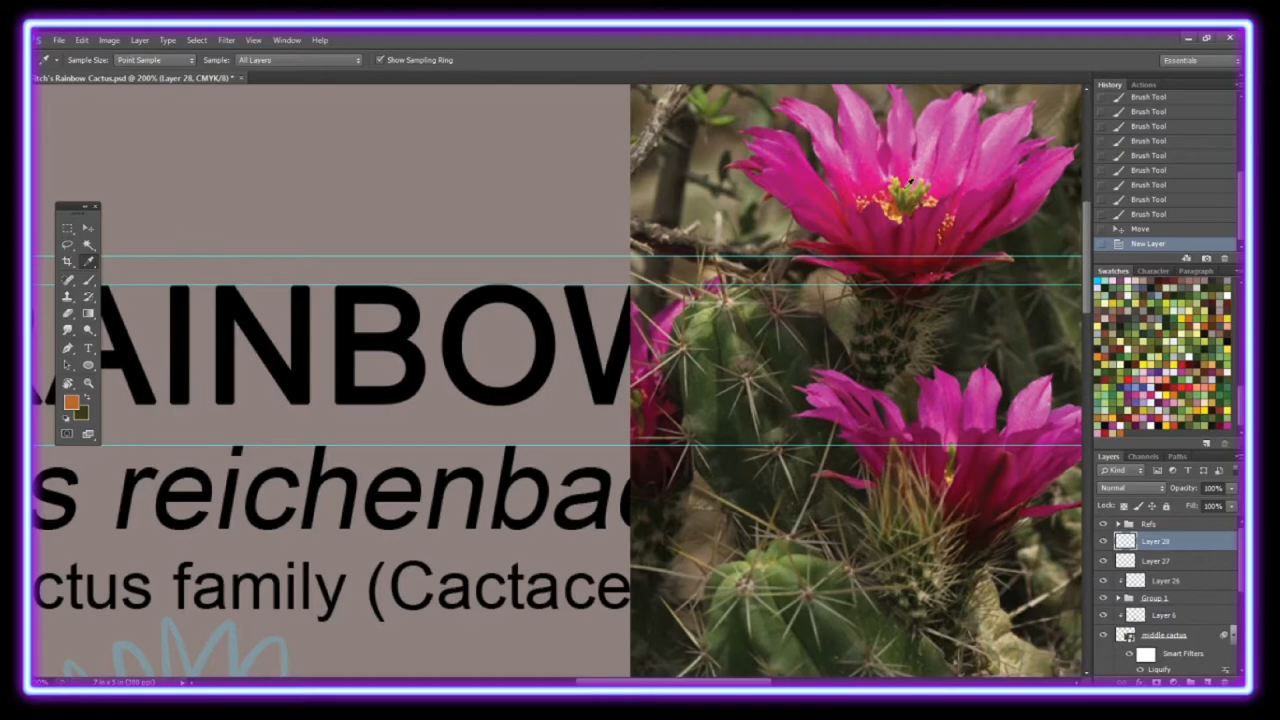 File Edit Image Layer Type Select Filter View Window Help
Sample Size: Point Sample Sample: All Layers Show Sampling Ring Essentials
itch's Rainbow Cactus.psd @ 200% (Layer 28, CMYK/8) * ×
History Actions
Brush Tool
Brush Tool
Brush Tool
Brush Tool
Brush Tool
Brush Tool
Brush Tool
Brush Tool
Brush Tool
Move
New Layer
Swatches Character Paragraph
RAINBOW
s reichenbac
ctus family (Cactace
Layers Channels Paths
Kind
Normal Opacity: 100%
Lock: Fill: 100%
Refs
Layer 28
Layer 27
Layer 26
Group 1
Layer 6
middle cactus
Smart Filters
Liquify